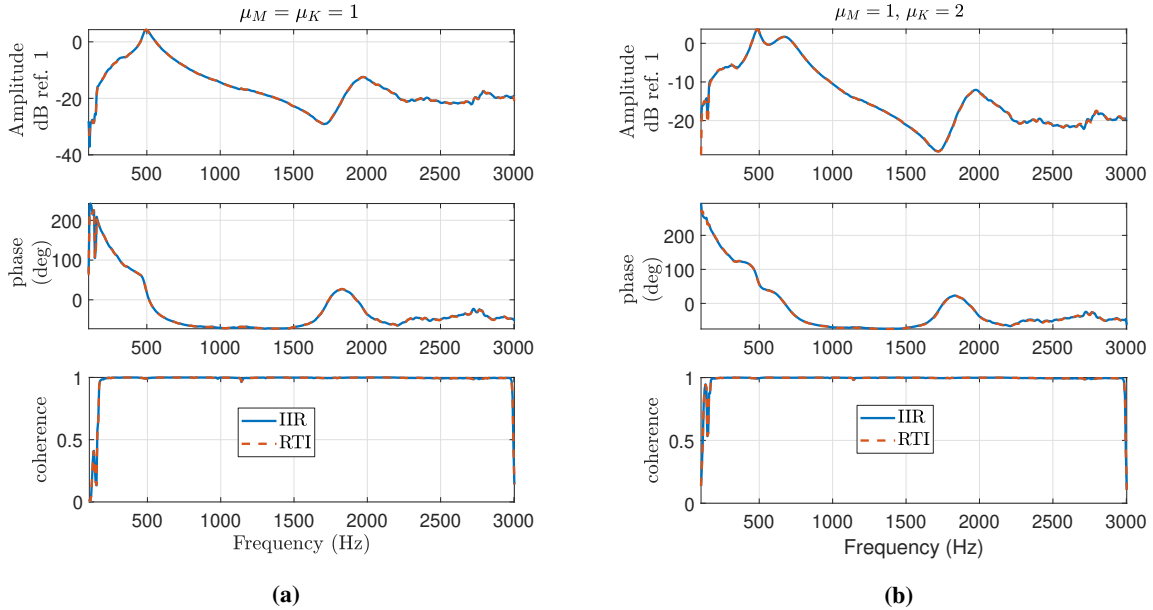 μ_M = μ_K = 1
Amplitude
dB ref. 1
0
-20
-40
500 1000 1500 2000 2500 3000
phase
(deg)
200
100
0
500 1000 1500 2000 2500 3000
coherence
1
0.5
0
IIR
RTI
500 1000 1500 2000 2500 3000
Frequency (Hz)
(a)
μ_M = 1, μ_K = 2
Amplitude
dB ref. 1
0
-10
-20
500 1000 1500 2000 2500 3000
phase
(deg)
200
100
0
500 1000 1500 2000 2500 3000
coherence
1
0.5
0
IIR
RTI
500 1000 1500 2000 2500 3000
Frequency (Hz)
(b)